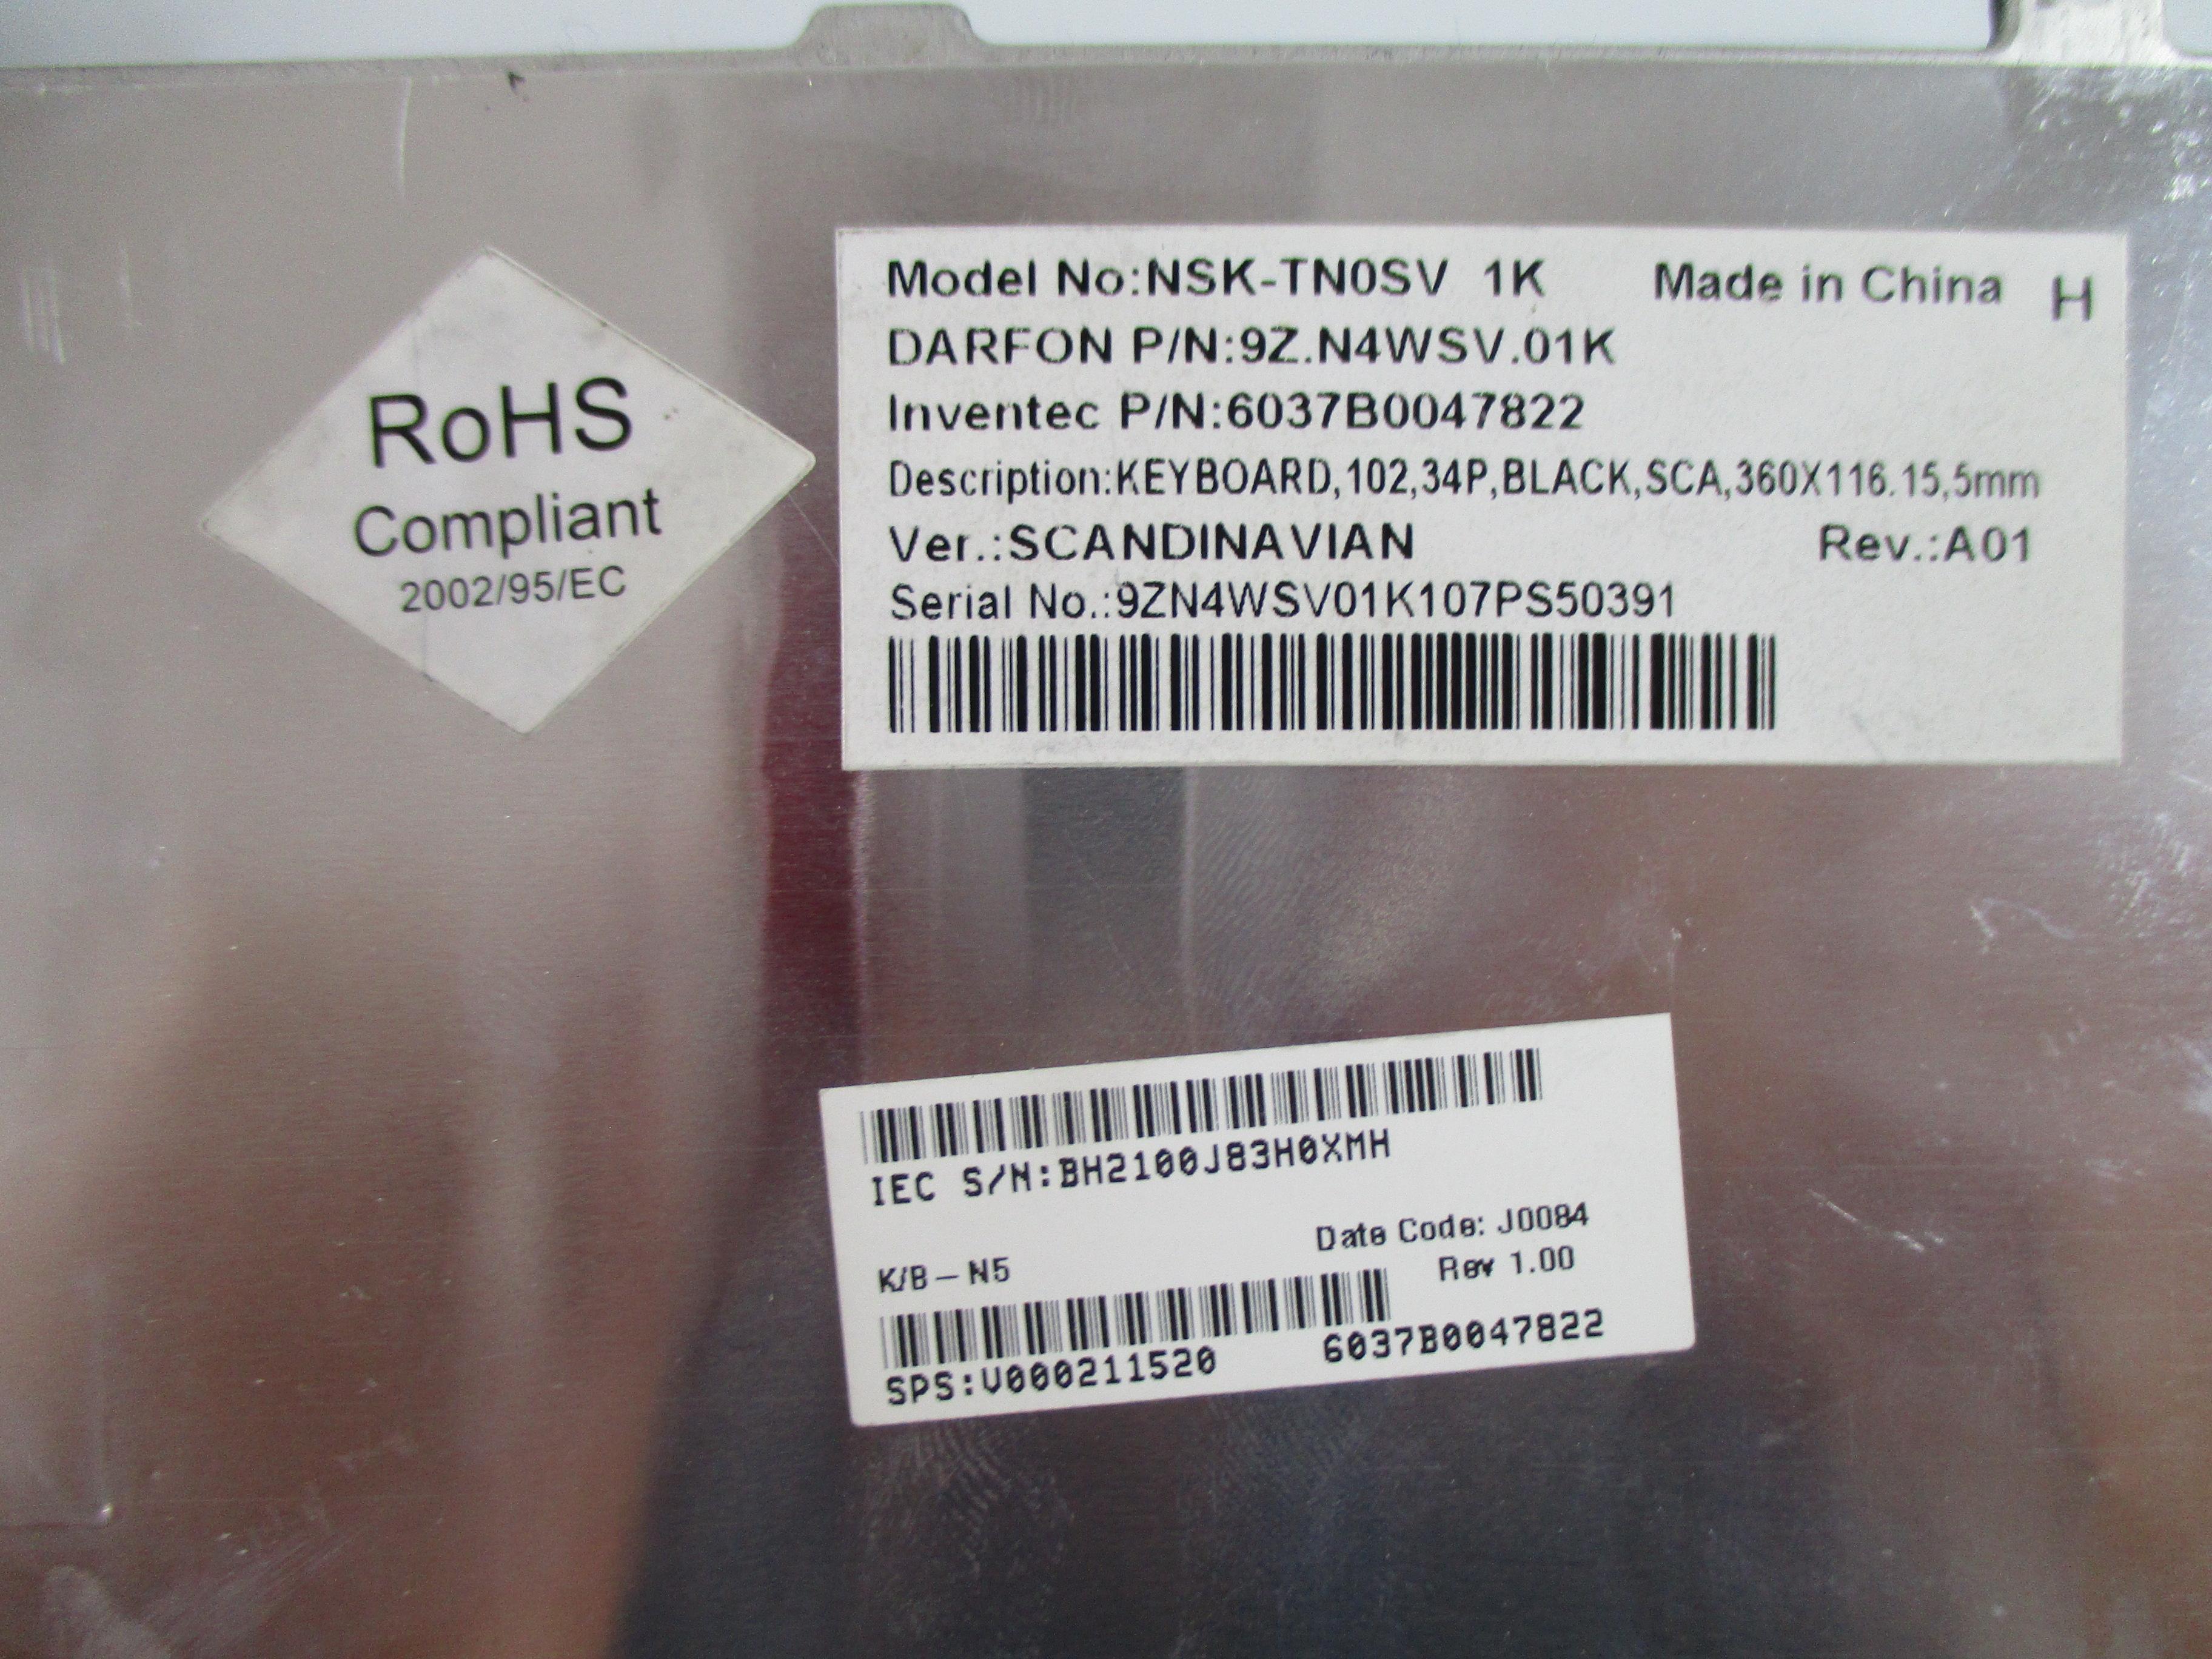 RoHS
Compliant
2002/95/EC
Model No:NSK-TN0SV 1K Made in China H
DARFON P/N:9Z.N4WSV.01K
Inventec P/N:6037B0047822
Description:KEYBOARD,102,34P,BLACK,SCA,360X116.15,5mm
Ver.:SCANDINAVIAN Rev.:A01
Serial No.:9ZN4WSV01K107PS50391
IEC S/N:BH2100J83H0XMH
Date Code: J0084
K/B-N5 Rev 1.00
SPS:V000211520 6037B0047822